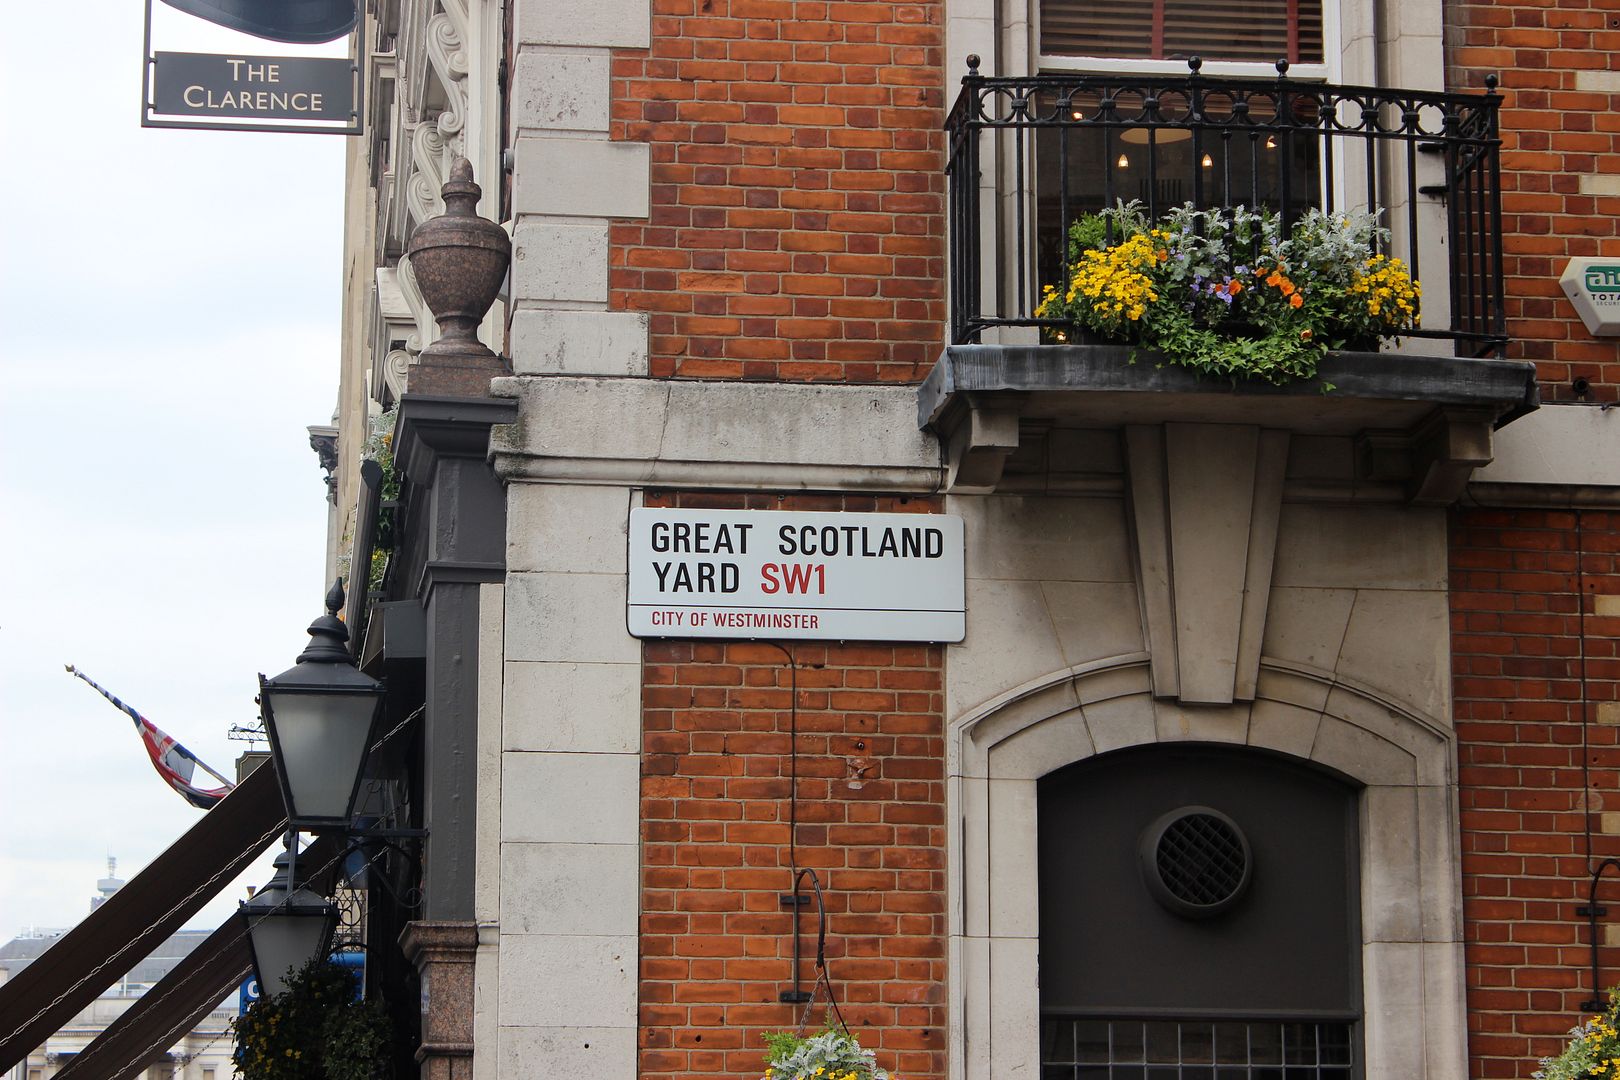 THE
CLARENCE
GREAT SCOTLAND
YARD SW1
CITY OF WESTMINSTER